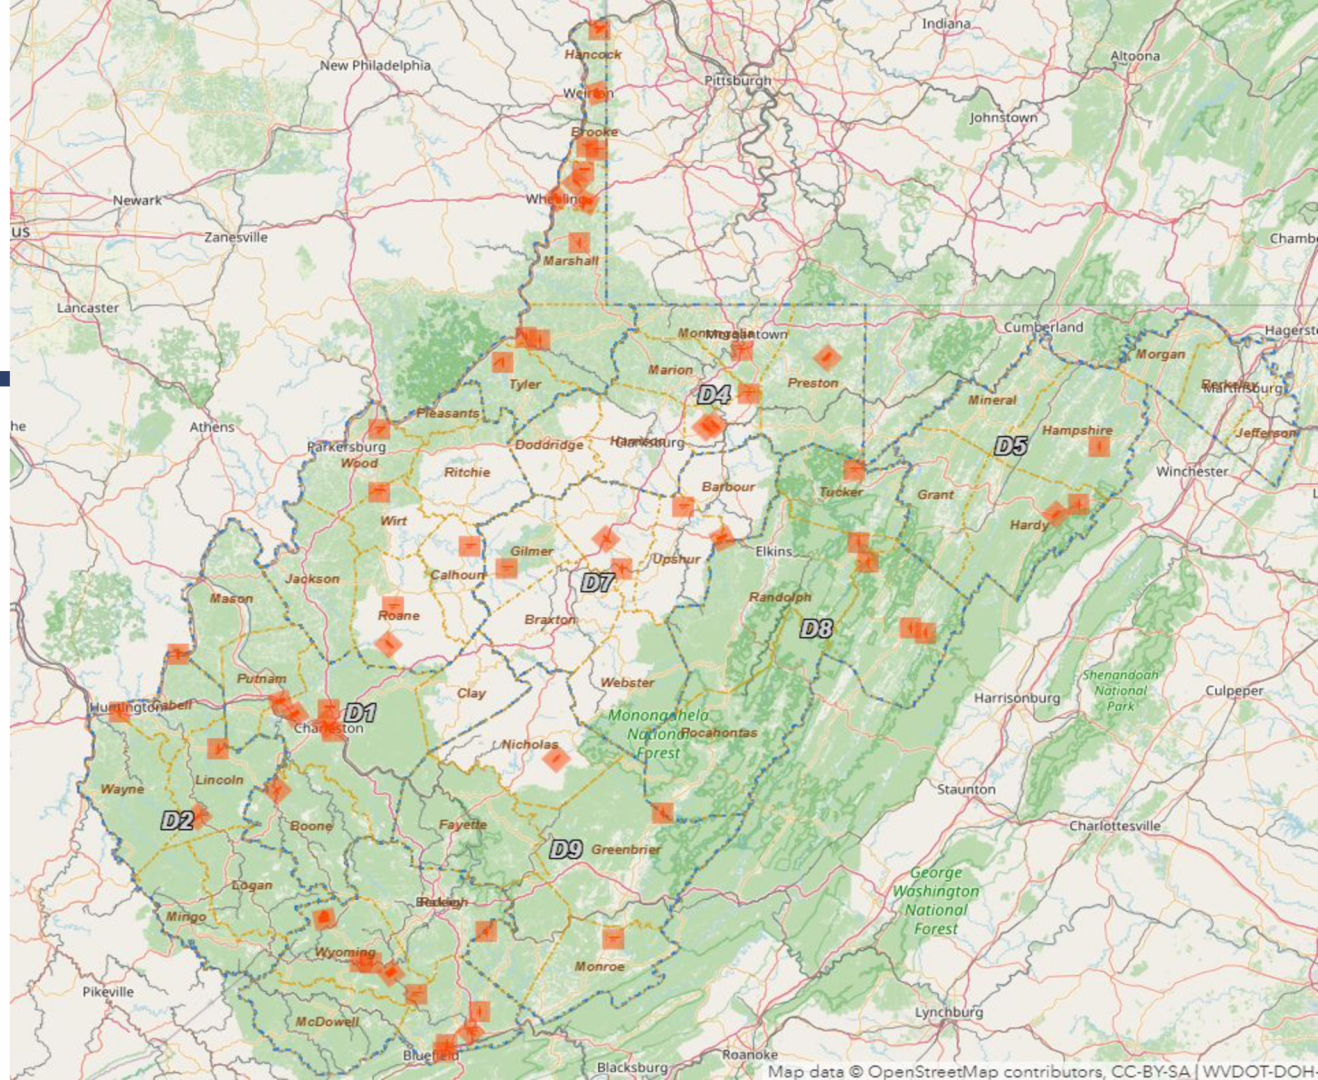 Indiana
Altoona
New Philadelphia
Hancock
Pittsburgh
Johnstown
Brooke
Newark
us
Zanesville
Marshall
Chamb
Lancaster
Cumberland
Hagerst
Morgantown
Morgan
Marion
Tyler
Preston
D4
Mineral
Martinsburg
Pleasants
he
Athens
Doddridge
Clarksburg
Hampshire
Jefferson
Parkersburg
D5
Wood
Ritchie
Winchester
Barbour
Tucker
Grant
Wirt
Hardy
Gilmer
Elkins
Upshur
Calhoun
Jackson
D7
Mason
Randolph
Roane
Braxton
D8
Shenandoah
National
Park
Putnam
Webster
Clay
Culpeper
Harrisonburg
Huntington
D1
Monongahela
National
Forest
Charleston
Pocahontas
Nicholas
Lincoln
Wayne
Staunton
D2
Boone
Fayette
Charlottesville
D9
Greenbrier
George
Washington
National
Forest
Logan
Mingo
Wyoming
Monroe
Pikeville
McDowell
Lynchburg
Bluefield
Roanoke
Blacksburg
Map data © OpenStreetMap contributors, CC-BY-SA | WVDOT-DOH-